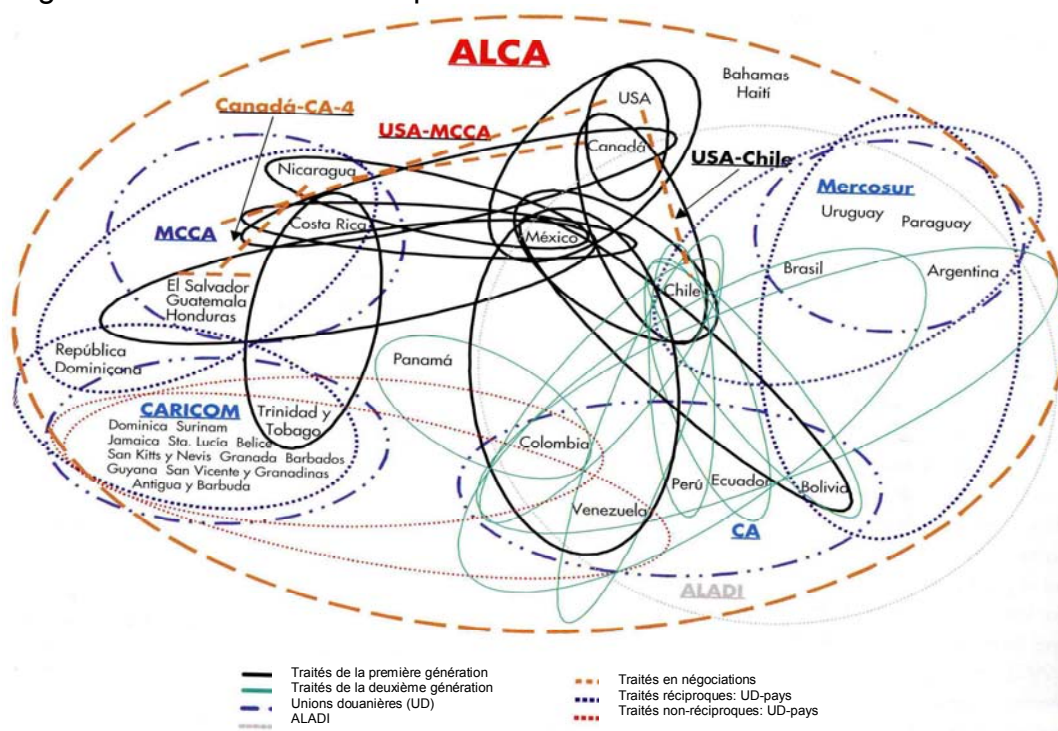 ALCA
Bahamas
Haití
USA
Canadá-CA-4
USA-MCCA
Canadá
USA-Chile
Nicaragua
Mercosur
Uruguay Paraguay
MCCA
Costa Rica
México
Brasil
Argentina
Chile
El Salvador
Guatemala
Honduras
República
Dominicana
Panamá
CARICOM
Trinidad y
Tobago
Dominica Surinam
Jamaica Sta. Lucía Belice
San Kitts y Nevis Granada Barbados
Guyana San Vicente y Granadinas
Antigua y Barbuda
Colombia
Venezuela
Perú
Ecuador
Bolivia
CA
ALADI
Traités de la première génération
Traités de la deuxième génération
Unions douanières (UD)
ALADI
Traités en négociations
Traités réciproques: UD-pays
Traités non-réciproques: UD-pays